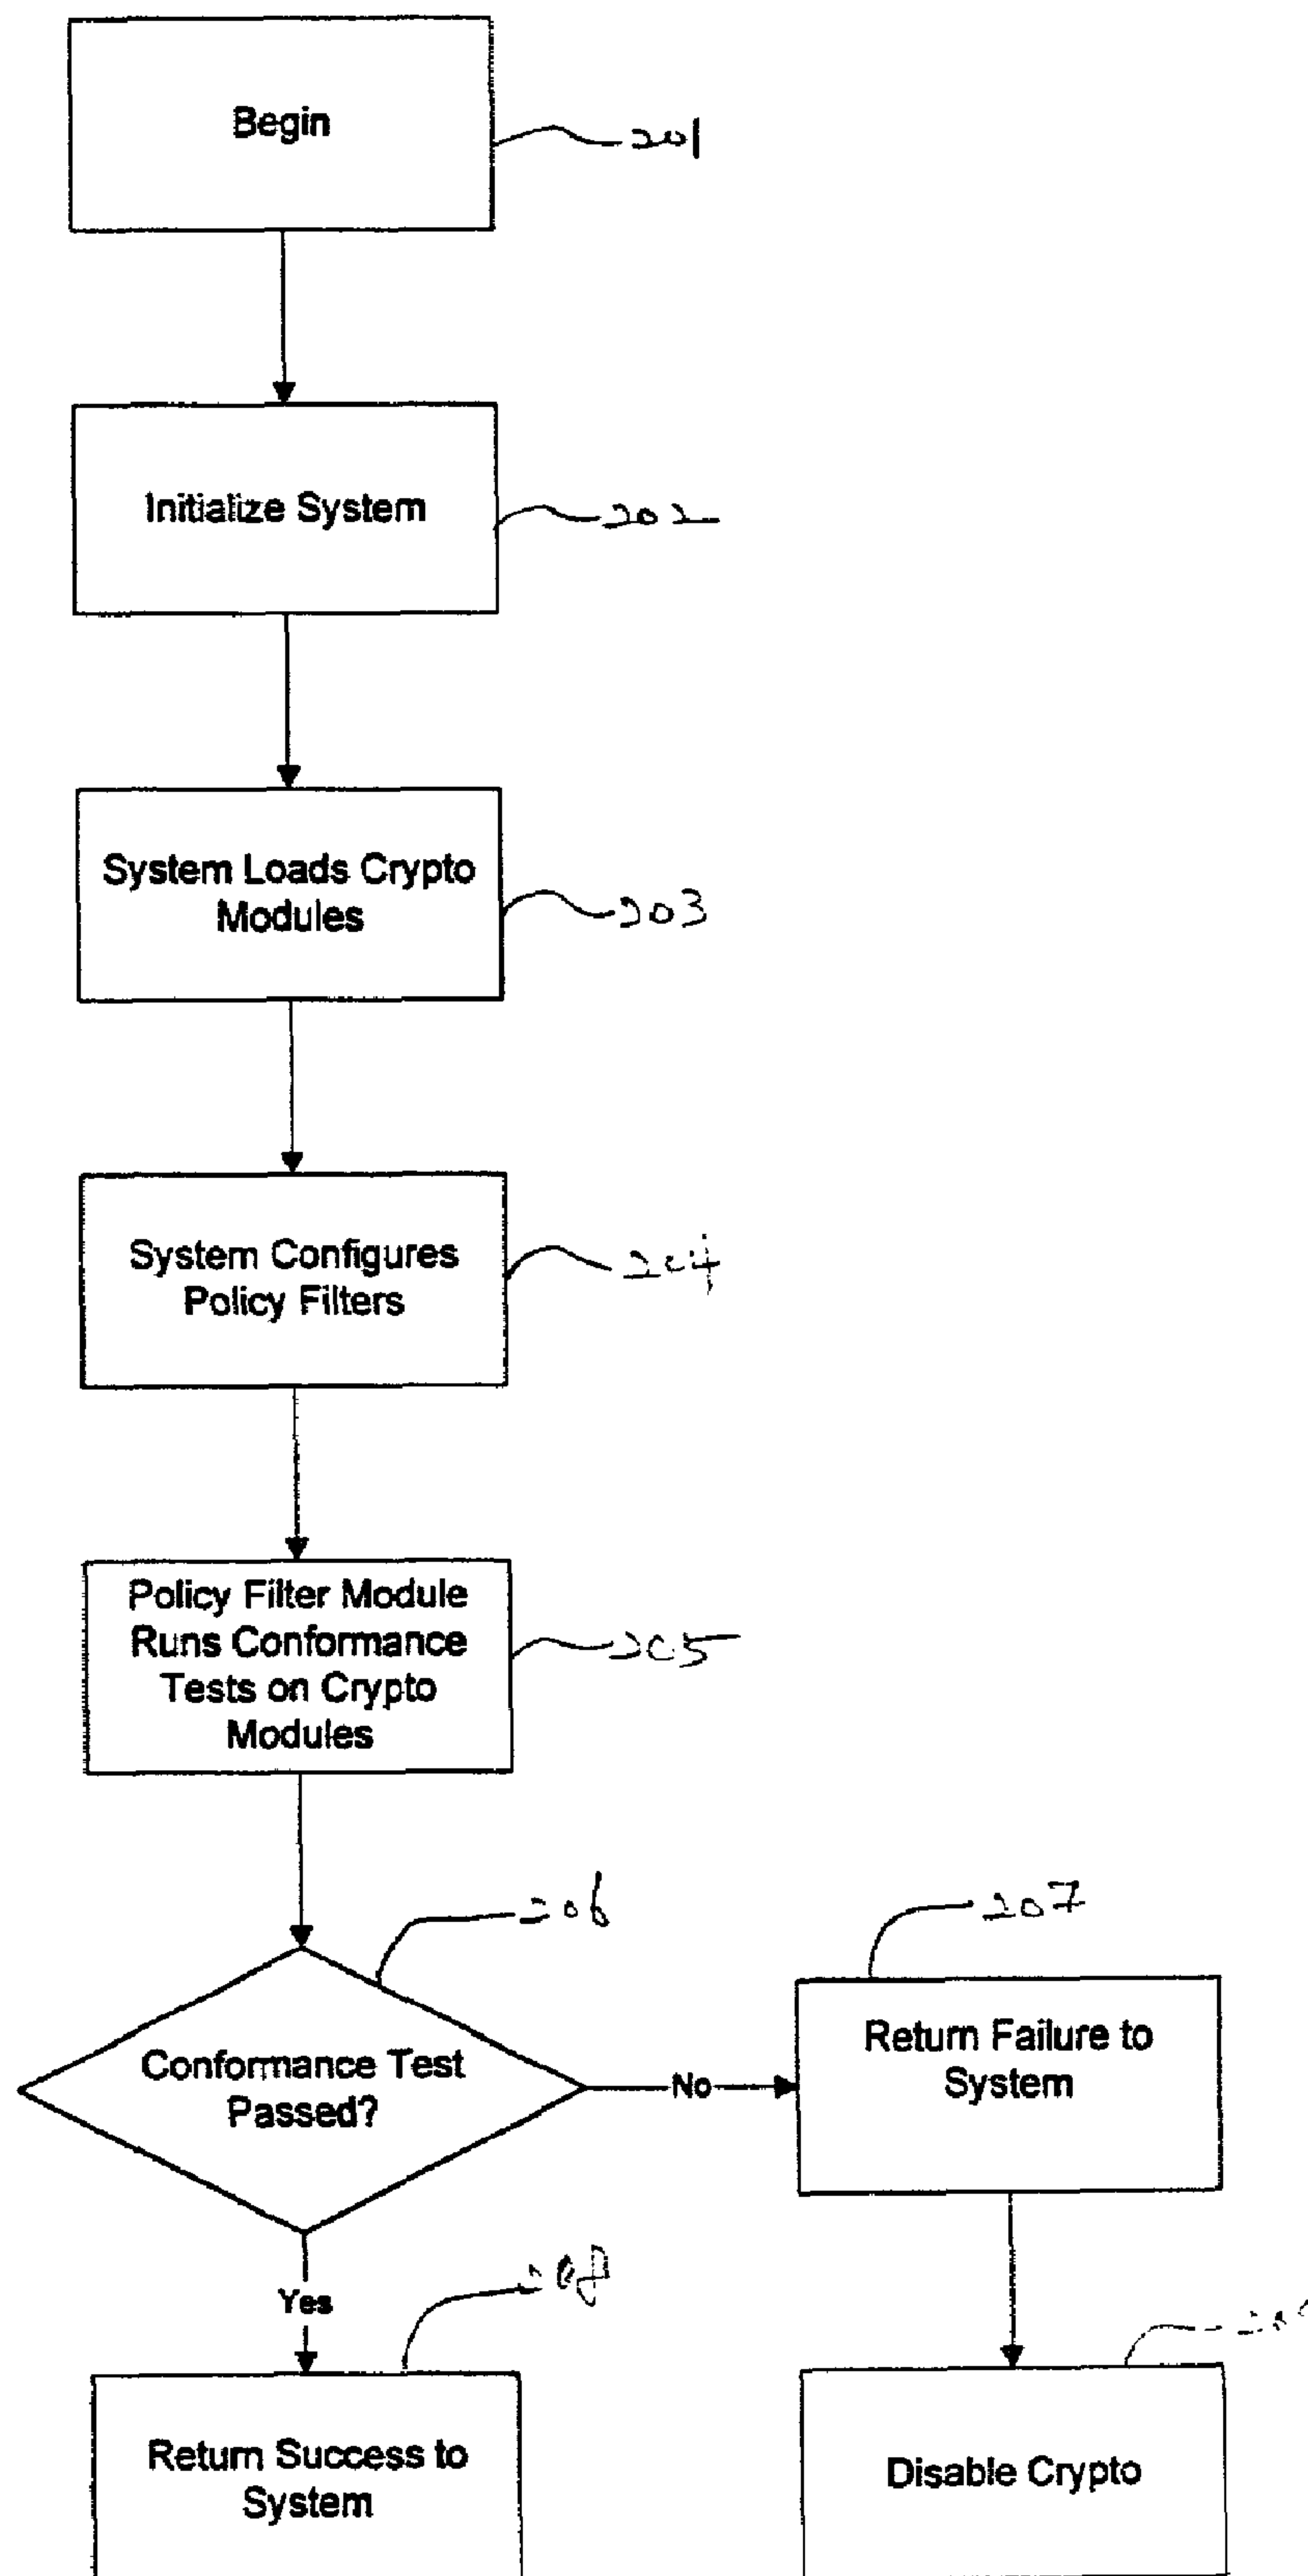 Begin
201
Initialize System
202
System Loads Crypto
Modules
203
System Configures
Policy Filters
204
Policy Filter Module
Runs Conformance
Tests on Crypto
Modules
205
206
Conformance Test
Passed?
No
207
Return Failure to
System
Yes
208
Return Success to
System
Disable Crypto